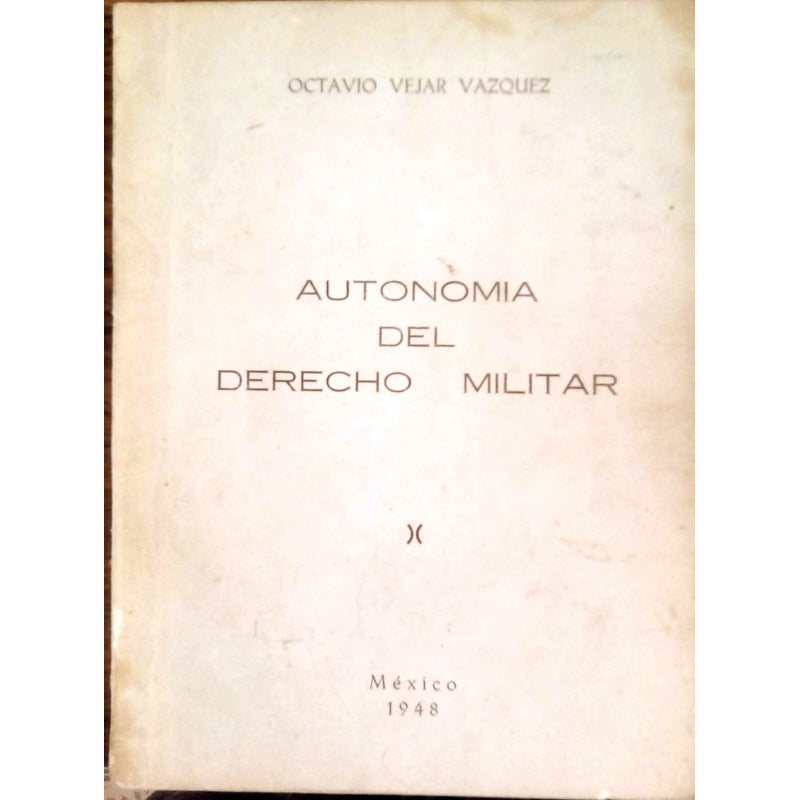 OCTAVIO VEJAR VAZQUEZ
AUTONOMIA
DEL
DERECHO MILITAR
México
1948